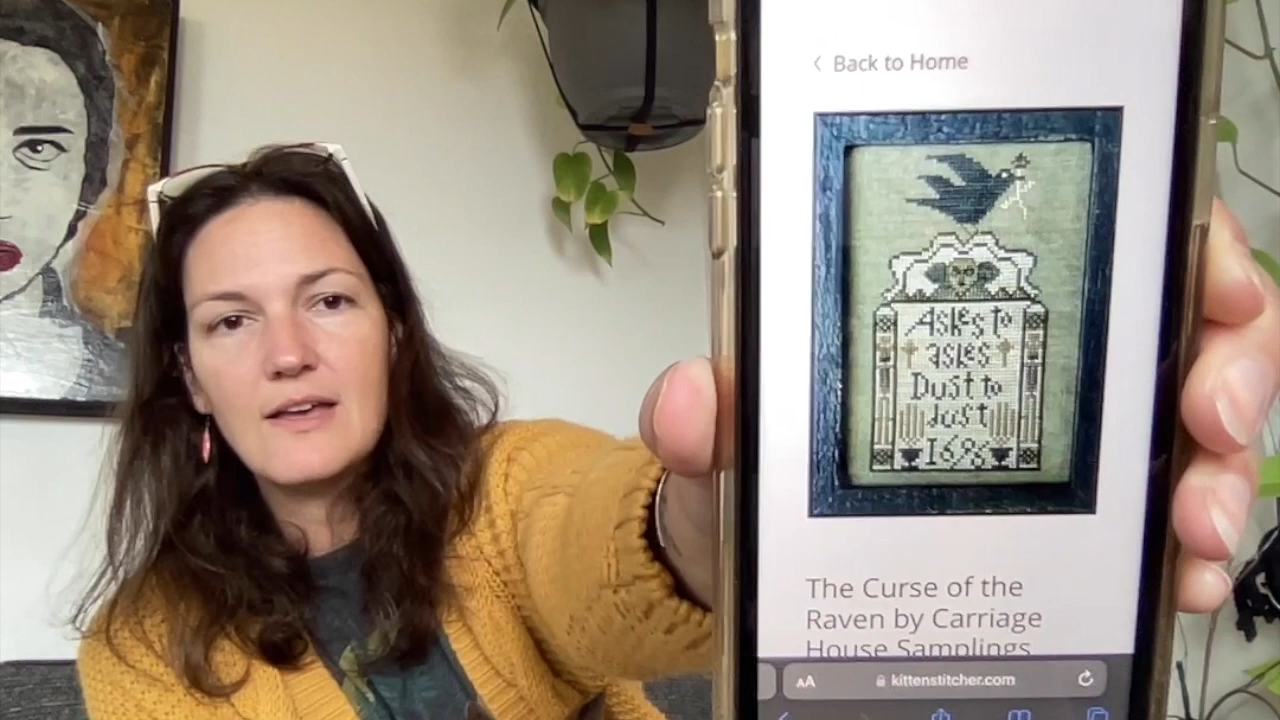 Back to Home
Ashes to
ashes
Dust to
dust
1698
The Curse of the
Raven by Carriage
House Samplings
AA kittenstitcher.com